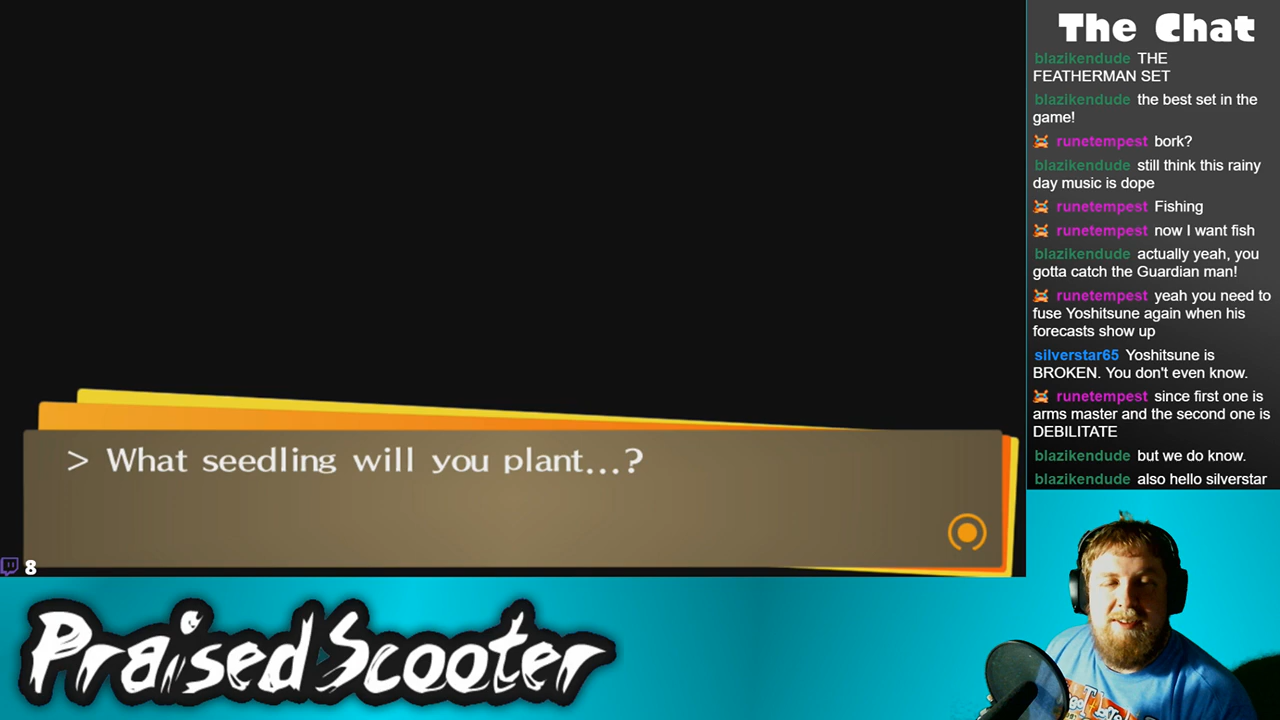 The Chat
blazikendude THE
FEATHERMAN SET
blazikendude the best set in the
game!
runetempest bork?
blazikendude still think this rainy
day music is dope
runetempest Fishing
runetempest now I want fish
blazikendude actually yeah, you
gotta catch the Guardian man!
runetempest yeah you need to
fuse Yoshitsune again when his
forecasts show up
silverstar65 Yoshitsune is
BROKEN. You don't even know.
runetempest since first one is
arms master and the second one is
DEBILITATE
blazikendude but we do know.
blazikendude also hello silverstar
> What seedling will you plant...?
8
PraisedScooter